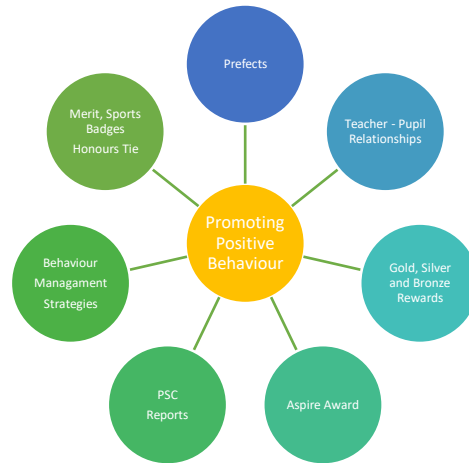 Prefects
Teacher - Pupil
Relationships
Gold, Silver
and Bronze
Rewards
Aspire Award
PSC
Reports
Behaviour
Managament
Strategies
Merit, Sports
Badges
Honours Tie
Promoting
Positive
Behaviour